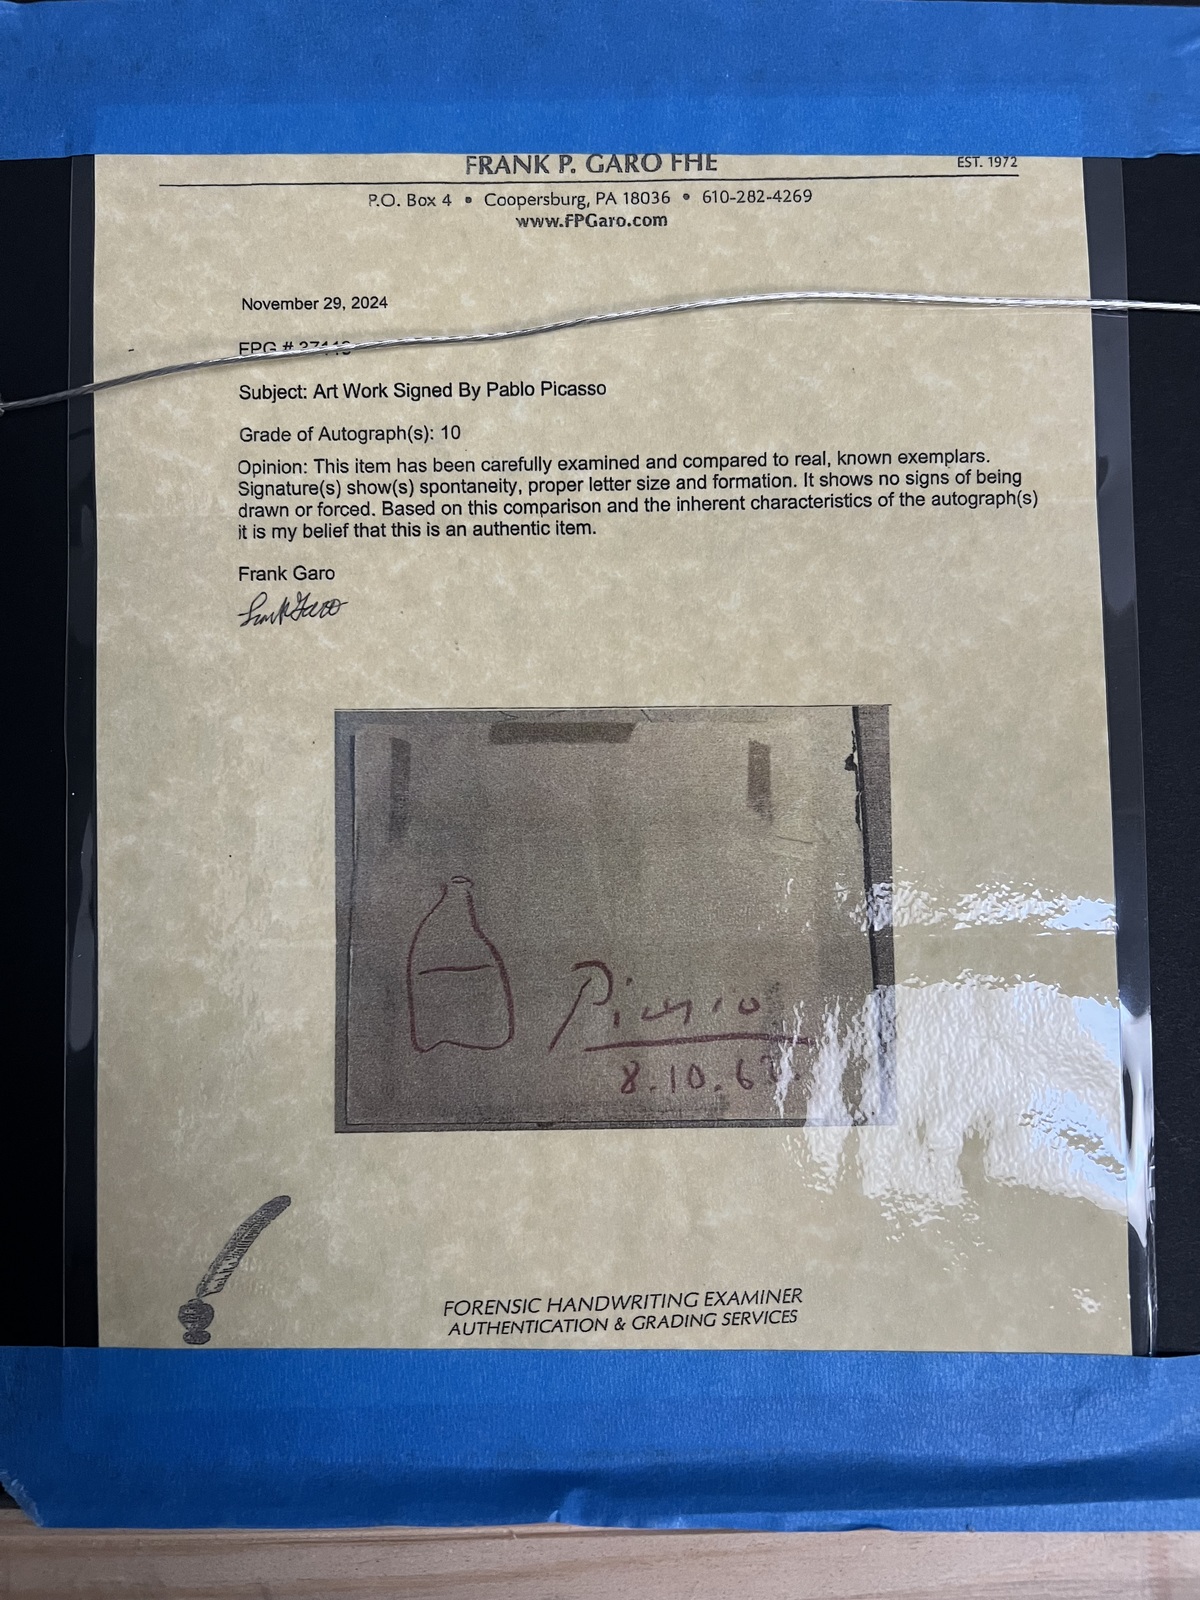 FRANK P. GARO FHE
EST. 1972
P.O. Box 4 • Coopersburg, PA 18036 • 610-282-4269
www.FPGaro.com
November 29, 2024
FPG #
Subject: Art Work Signed By Pablo Picasso
Grade of Autograph(s): 10
Opinion: This item has been carefully examined and compared to real, known exemplars.
Signature(s) show(s) spontaneity, proper letter size and formation. It shows no signs of being
drawn or forced. Based on this comparison and the inherent characteristics of the autograph(s)
it is my belief that this is an authentic item.
Frank Garo
Frank Garo
Picasso
FORENSIC HANDWRITING EXAMINER
AUTHENTICATION & GRADING SERVICES